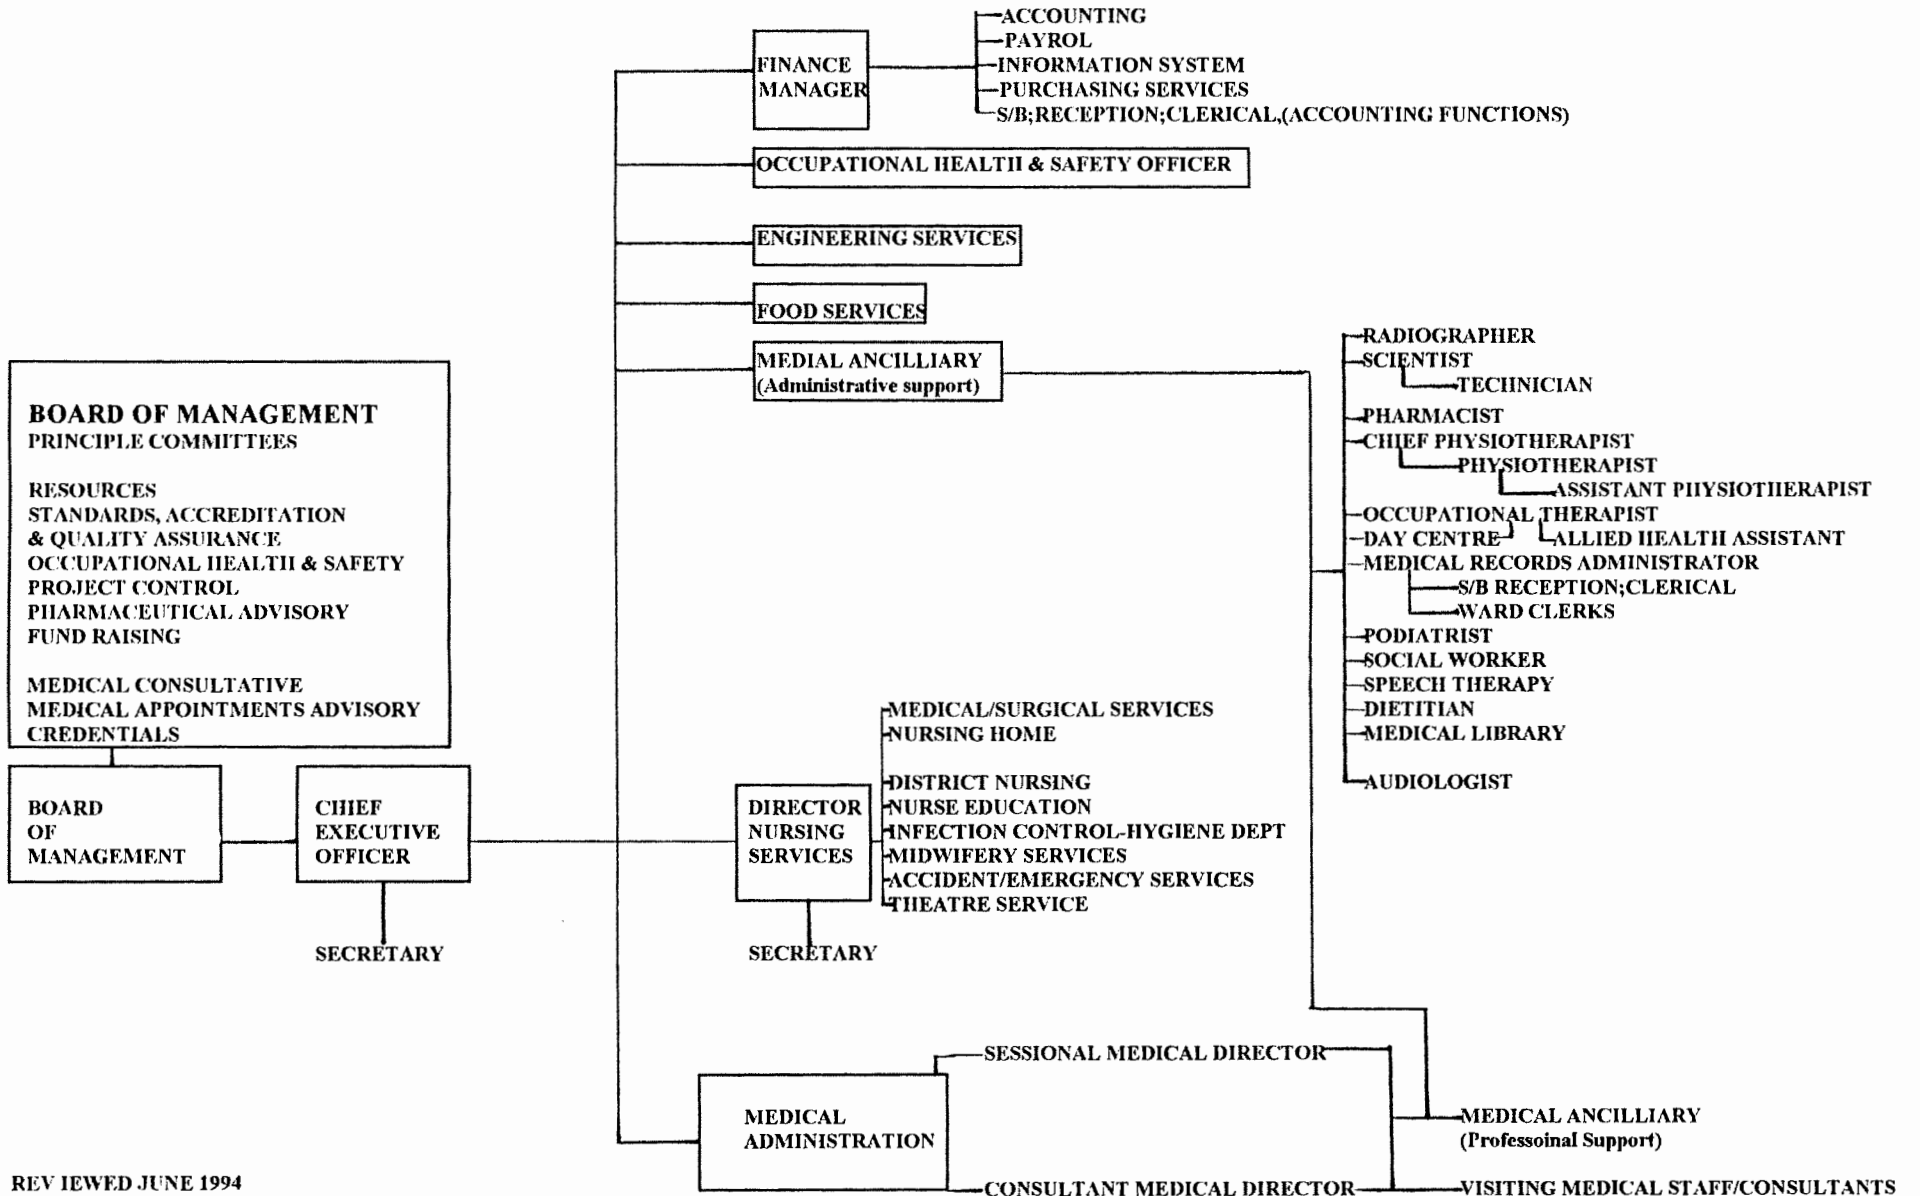 ACCOUNTING
PAYROL
INFORMATION SYSTEM
PURCHASING SERVICES
S/B;RECEPTION;CLERICAL,(ACCOUNTING FUNCTIONS)
FINANCE
MANAGER
OCCUPATIONAL HEALTH & SAFETY OFFICER
ENGINEERING SERVICES
FOOD SERVICES
MEDIAL ANCILLIARY
(Administrative support)
RADIOGRAPHER
SCIENTIST
TECHNICIAN
PHARMACIST
CHIEF PHYSIOTHERAPIST
PHYSIOTHERAPIST
ASSISTANT PHYSIOTHERAPIST
OCCUPATIONAL THERAPIST
DAY CENTRE
ALLIED HEALTH ASSISTANT
MEDICAL RECORDS ADMINISTRATOR
S/B RECEPTION;CLERICAL
WARD CLERKS
PODIATRIST
SOCIAL WORKER
SPEECH THERAPY
DIETITIAN
MEDICAL LIBRARY
AUDIOLOGIST
BOARD OF MANAGEMENT
PRINCIPLE COMMITTEES
RESOURCES
STANDARDS, ACCREDITATION
& QUALITY ASSURANCE
OCCUPATIONAL HEALTH & SAFETY
PROJECT CONTROL
PHARMACEUTICAL ADVISORY
FUND RAISING
MEDICAL CONSULTATIVE
MEDICAL APPOINTMENTS ADVISORY
CREDENTIALS
BOARD
OF
MANAGEMENT
CHIEF
EXECUTIVE
OFFICER
SECRETARY
DIRECTOR
NURSING
SERVICES
SECRETARY
MEDICAL/SURGICAL SERVICES
NURSING HOME
DISTRICT NURSING
NURSE EDUCATION
INFECTION CONTROL-HYGIENE DEPT
MIDWIFERY SERVICES
ACCIDENT/EMERGENCY SERVICES
THEATRE SERVICE
MEDICAL
ADMINISTRATION
SESSIONAL MEDICAL DIRECTOR
CONSULTANT MEDICAL DIRECTOR
MEDICAL ANCILLIARY
(Professoinal Support)
VISITING MEDICAL STAFF/CONSULTANTS
REV IEWED JUNE 1994